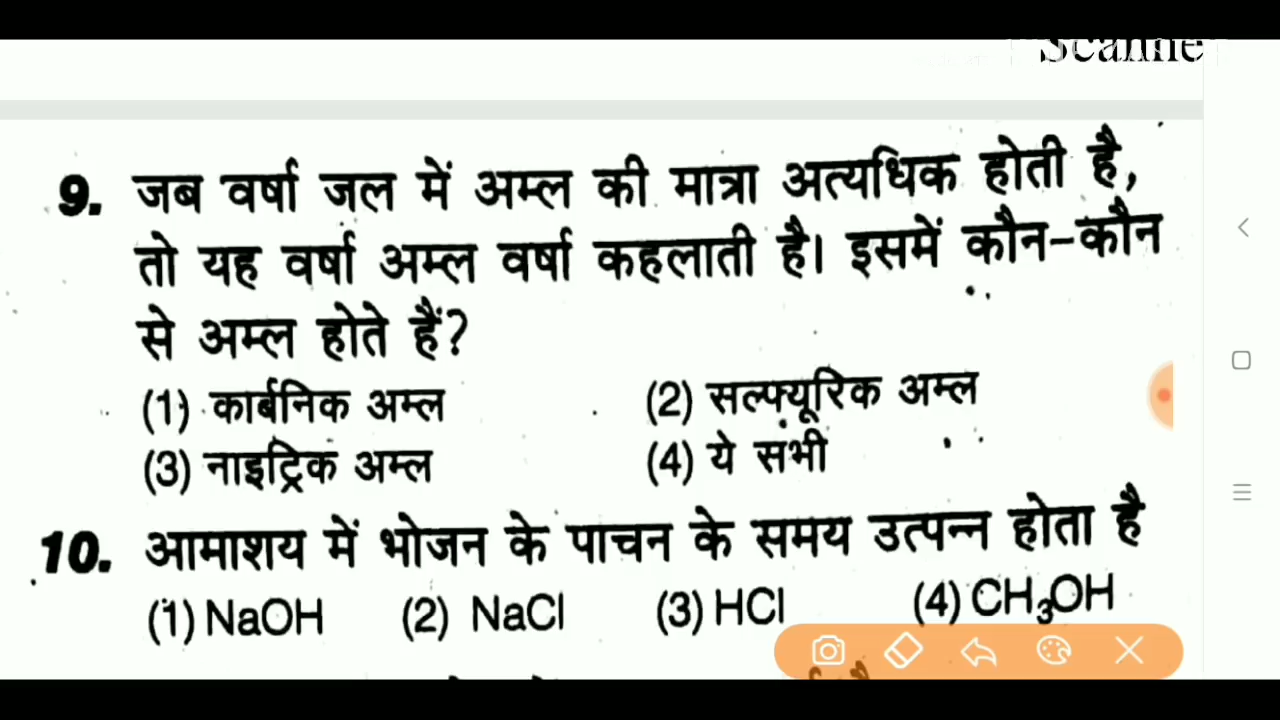 Scanne
9. जब वर्षा जल में अम्ल की मात्रा अत्यधिक होती है,
तो यह वर्षा अम्ल वर्षा कहलाती है। इसमें कौन-कौन
से अम्ल होते हैं?
(1) कार्बनिक अम्ल (2) सल्फ्यूरिक अम्ल
(3) नाइट्रिक अम्ल (4) ये सभी
10. आमाशय में भोजन के पाचन के समय उत्पन्न होता है
(1) NaOH (2) NaCl (3) HCl (4) CH₃OH